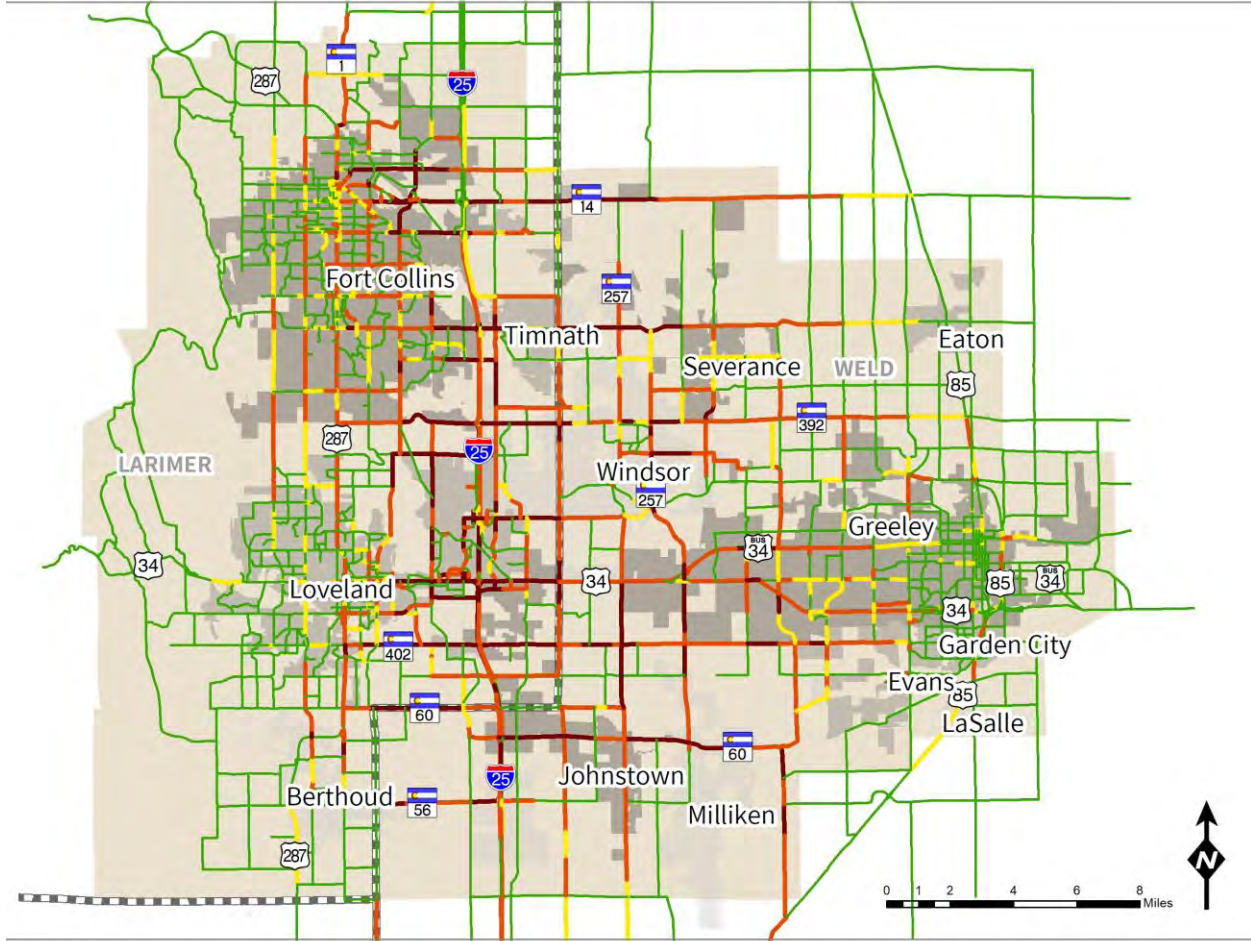 1
287
25
14
Fort Collins
257
Timnath
Severance
WELD
Eaton
85
392
287
25
LARIMER
Windsor
257
Greeley
BUS
34
34
Loveland
34
85
BUS
34
34
402
Garden City
Evans
85
60
LaSalle
60
25
Johnstown
Berthoud
56
Milliken
287
N
0 1 2 4 6 8
Miles